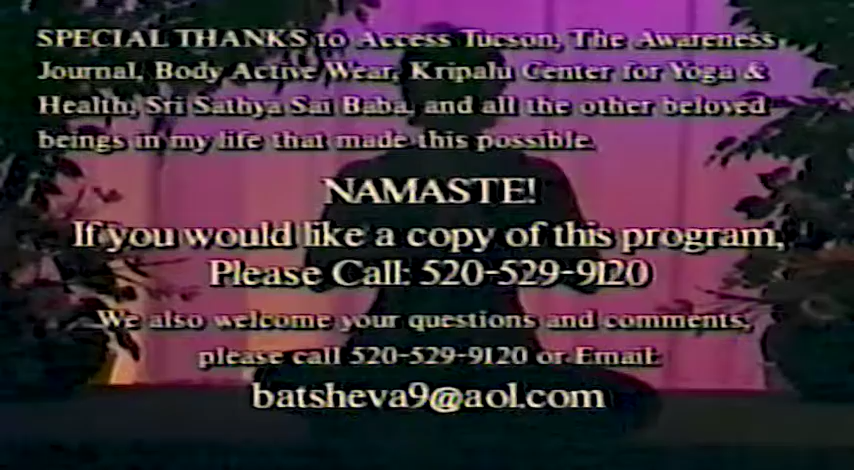 SPECIAL THANKS to Access Tucson, The Awareness
Journal, Body Active Wear, Kripalu Center for Yoga &
Health, Sri Sathya Sai Baba, and all the other beloved
beings in my life that made this possible.
NAMASTE!
If you would like a copy of this program,
Please Call: 520-529-9120
We also welcome your questions and comments,
please call 520-529-9120 or Email:
batsheva9@aol.com